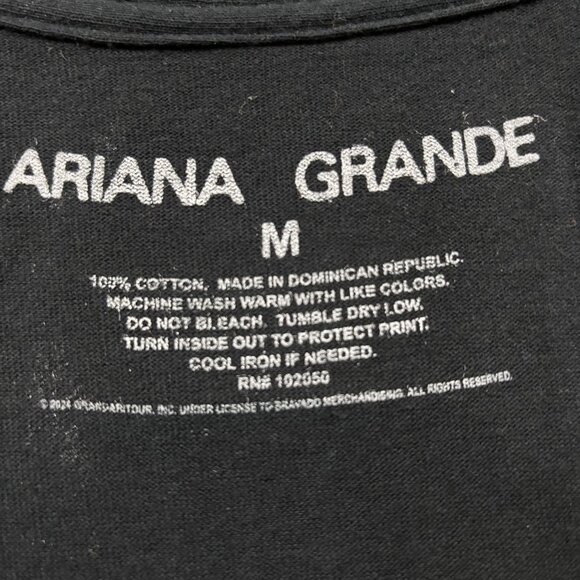 ARIANA GRANDE
M
100% COTTON. MADE IN DOMINICAN REPUBLIC.
MACHINE WASH WARM WITH LIKE COLORS.
DO NOT BLEACH. TUMBLE DRY LOW.
TURN INSIDE OUT TO PROTECT PRINT.
COOL IRON IF NEEDED.
RN# 102050
© 2024 GRANDARITOUR, INC. UNDER LICENSE TO BRAVADO MERCHANDISING. ALL RIGHTS RESERVED.